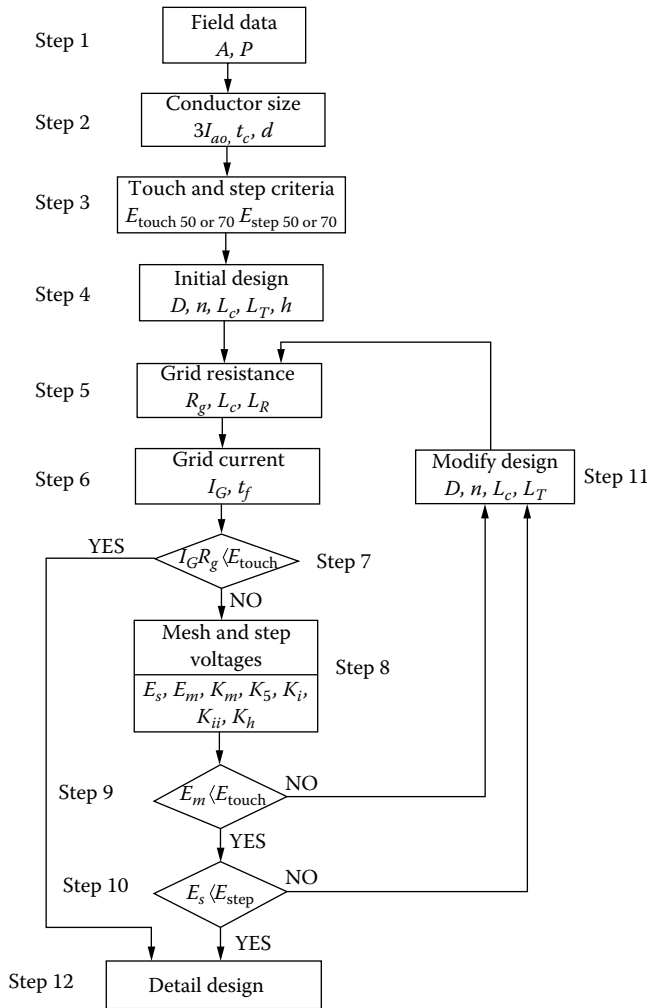 Step 1
Field data
A, P
Step 2
Conductor size
3I_ao, t_c, d
Step 3
Touch and step criteria
E_touch 50 or 70 E_step 50 or 70
Step 4
Initial design
D, n, L_c, L_T, h
Step 5
Grid resistance
R_g, L_c, L_R
Step 6
Grid current
I_G, t_f
Modify design
D, n, L_c, L_T
Step 11
YES
I_G R_g ⟨E_touch
Step 7
NO
Mesh and step
voltages
E_s, E_m, K_m, K_5, K_i,
K_ii, K_h
Step 8
Step 9
E_m ⟨E_touch
NO
YES
Step 10
E_s ⟨E_step
NO
YES
Step 12
Detail design